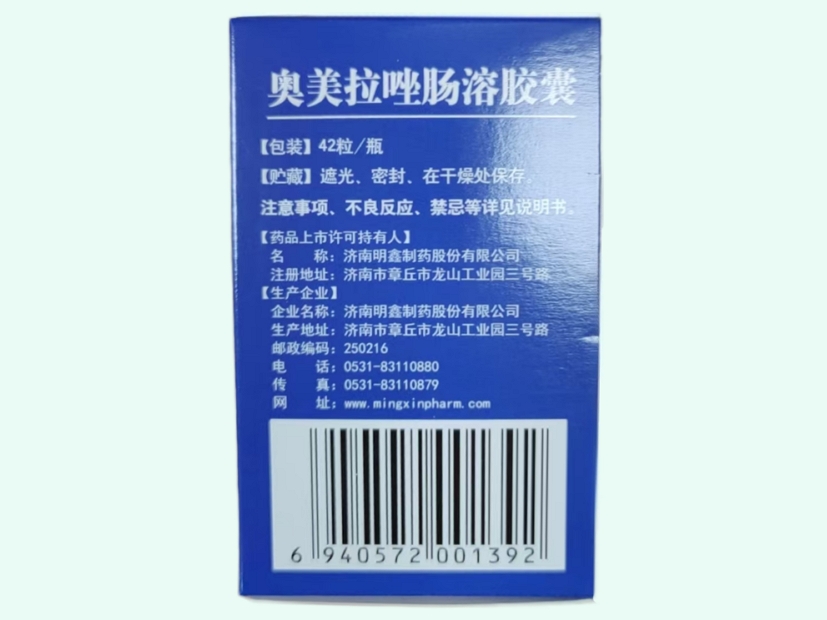 奥美拉唑肠溶胶囊
【包装】42粒/瓶
【贮藏】遮光、密封、在干燥处保存。
注意事项、不良反应、禁忌等详见说明书。
【药品上市许可持有人】
名 称：济南明鑫制药股份有限公司
注册地址：济南市章丘市龙山工业园三号路
【生产企业】
企业名称：济南明鑫制药股份有限公司
生产地址：济南市章丘市龙山工业园三号路
邮政编码：250216
电 话：0531-83110880
传 真：0531-83110879
网 址：www.mingxinpharm.com
6 940572 001392